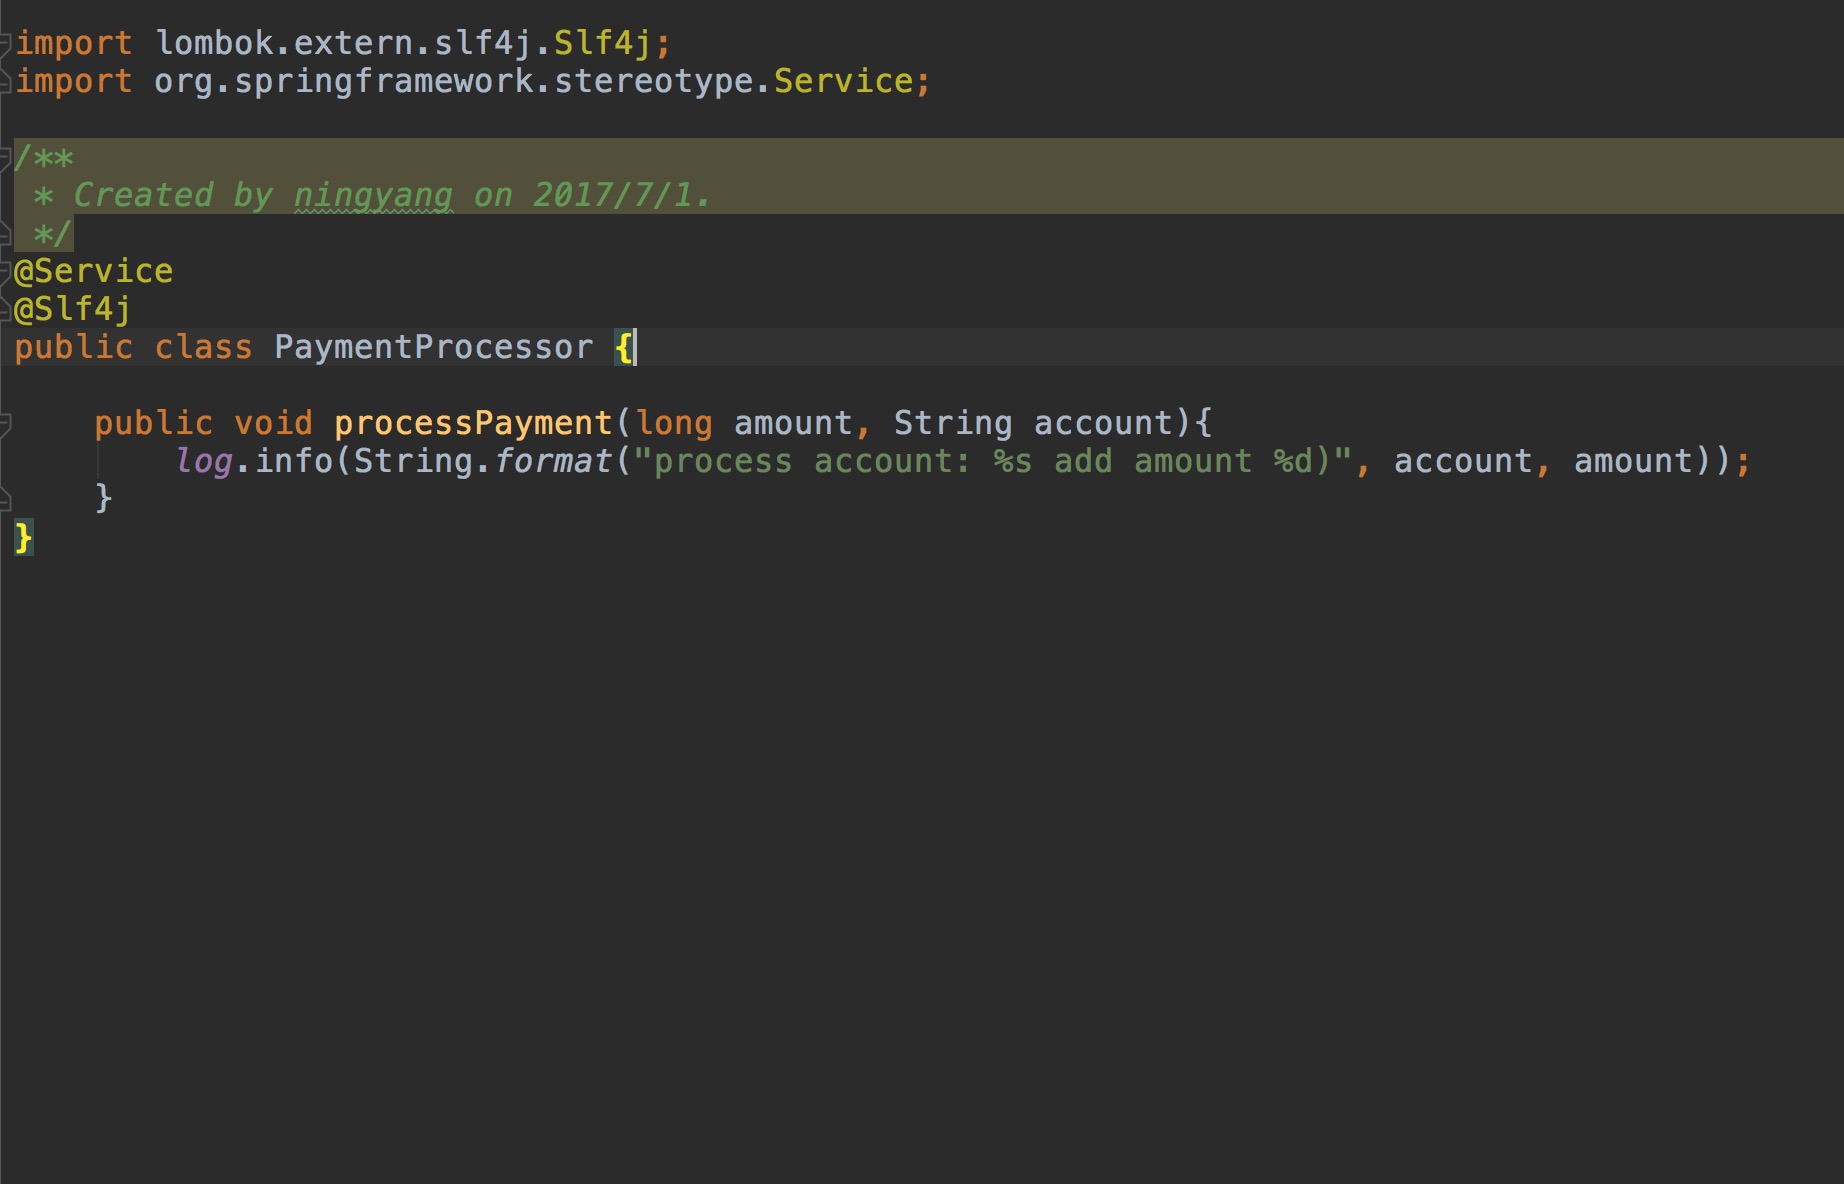 import lombok.extern.slf4j.Slf4j;
import org.springframework.stereotype.Service;
/**
 * Created by ningyang on 2017/7/1.
 */
@Service
@Slf4j
public class PaymentProcessor {
    public void processPayment(long amount, String account){
        log.info(String.format("process account: %s add amount %d)", account, amount));
    }
}